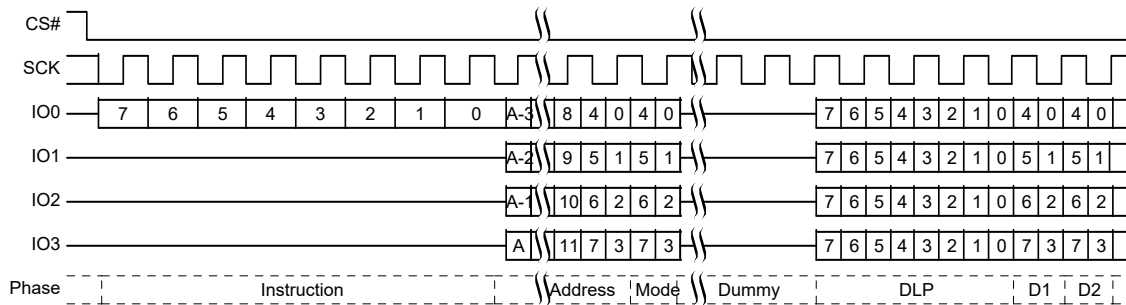 CS#
SCK
IO0 7 6 5 4 3 2 1 0 A-3 8 4 0 4 0 7 6 5 4 3 2 1 0 4 0 4 0
IO1 A-2 9 5 1 5 1 7 6 5 4 3 2 1 0 5 1 5 1
IO2 A-1 10 6 2 6 2 7 6 5 4 3 2 1 0 6 2 6 2
IO3 A 11 7 3 7 3 7 6 5 4 3 2 1 0 7 3 7 3
Phase Instruction Address Mode Dummy DLP D1 D2